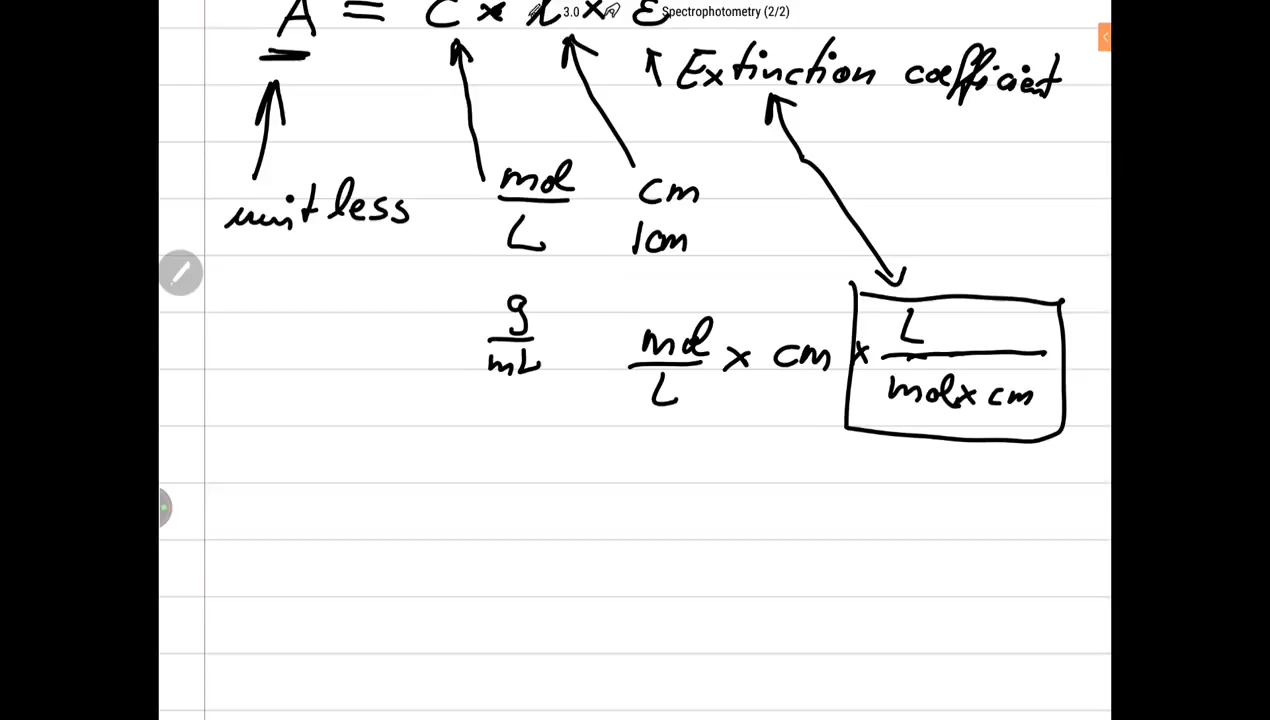 3.0 Spectrophotometry (2/2)
A = C × l × ε
Extinction coefficient
unitless mol/L cm
1cm
g/mL mol/L × cm × L/mol×cm